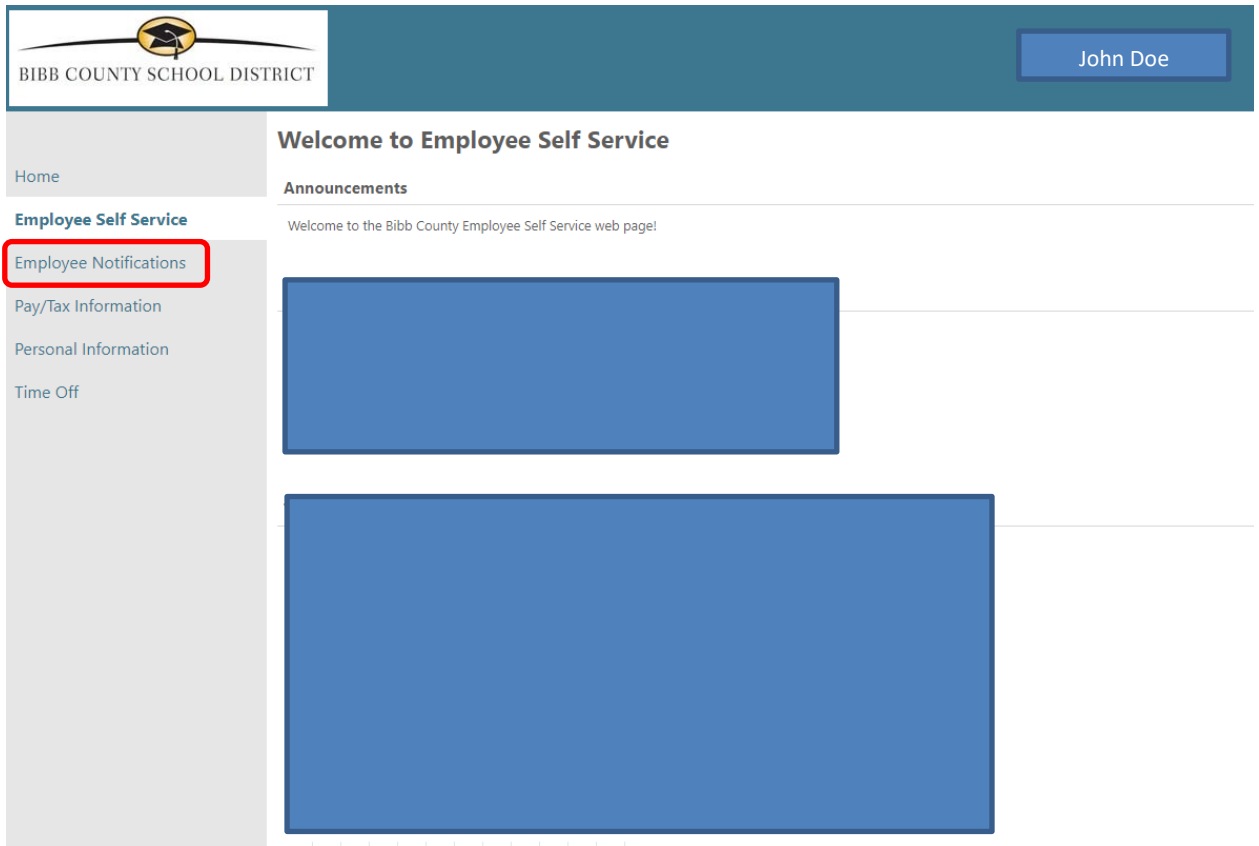 BIBB COUNTY SCHOOL DISTRICT
John Doe
Home
Employee Self Service
Employee Notifications
Pay/Tax Information
Personal Information
Time Off
Welcome to Employee Self Service
Announcements
Welcome to the Bibb County Employee Self Service web page!